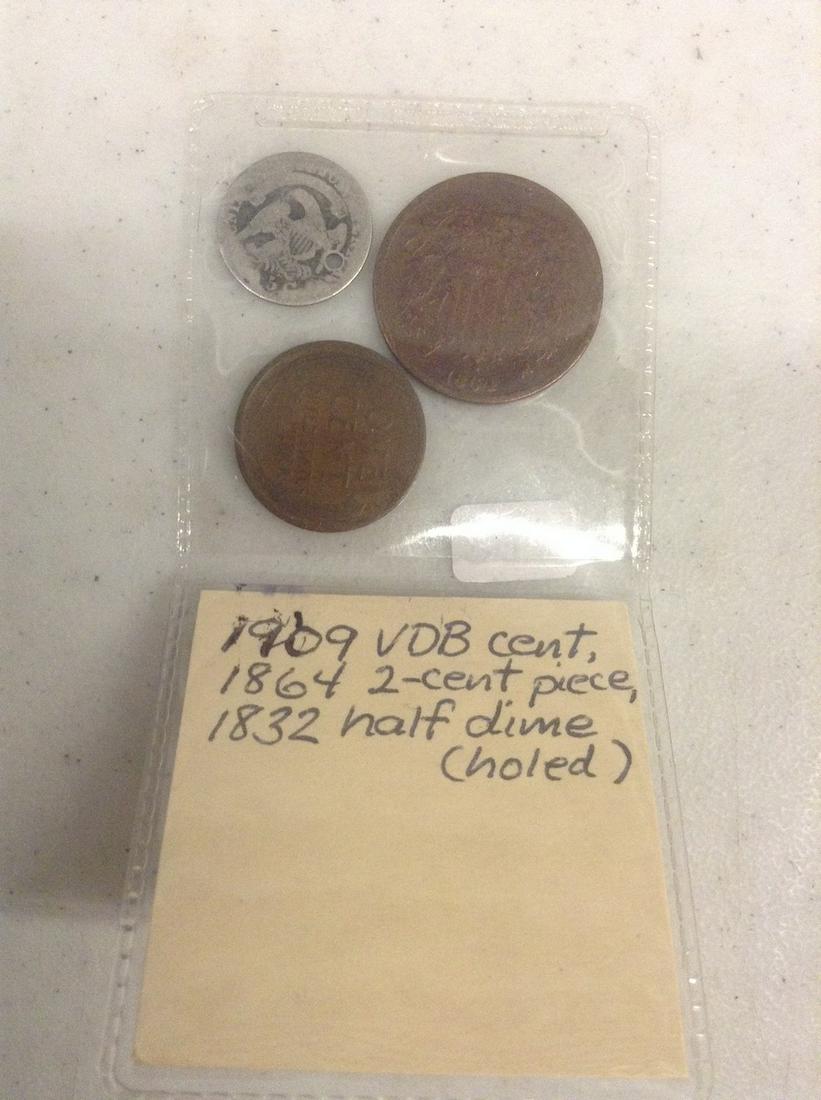 1909 VDB cent,
1864 2-cent piece,
1832 half dime
(holed)